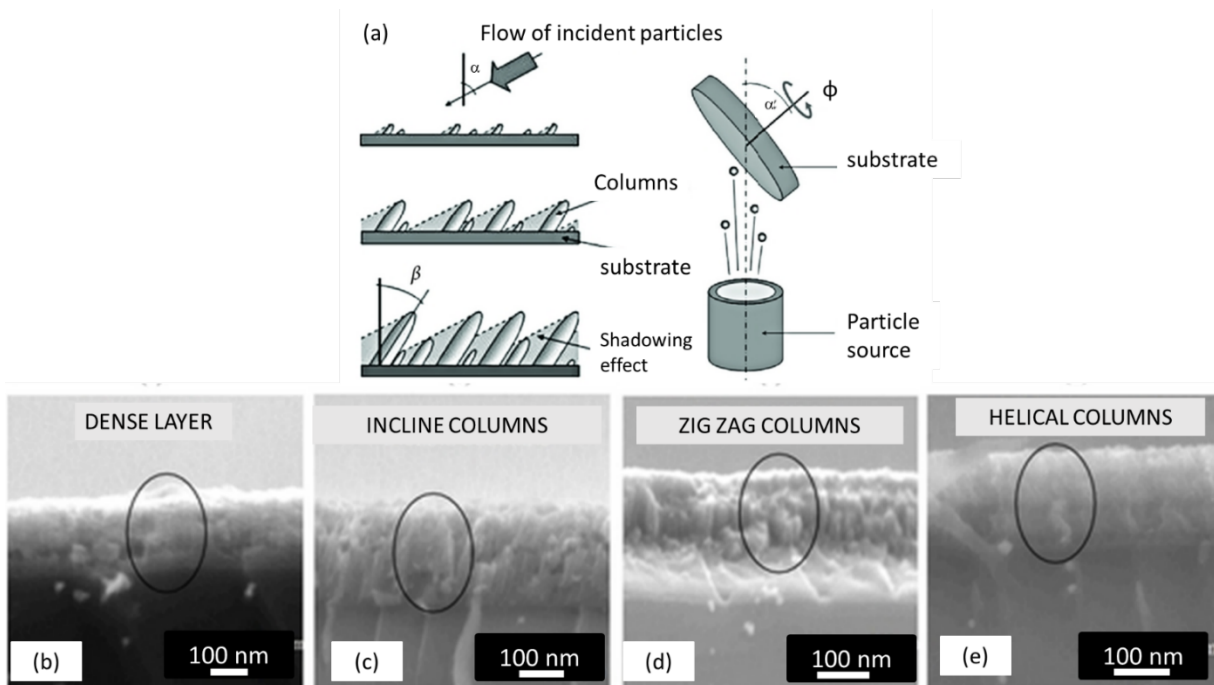 (a)
Flow of incident particles
α
Columns
substrate
β
Shadowing
effect
ϕ
α'
substrate
Particle
source
DENSE LAYER
(b)
100 nm
INCLINE COLUMNS
(c)
100 nm
ZIG ZAG COLUMNS
(d)
100 nm
HELICAL COLUMNS
(e)
100 nm